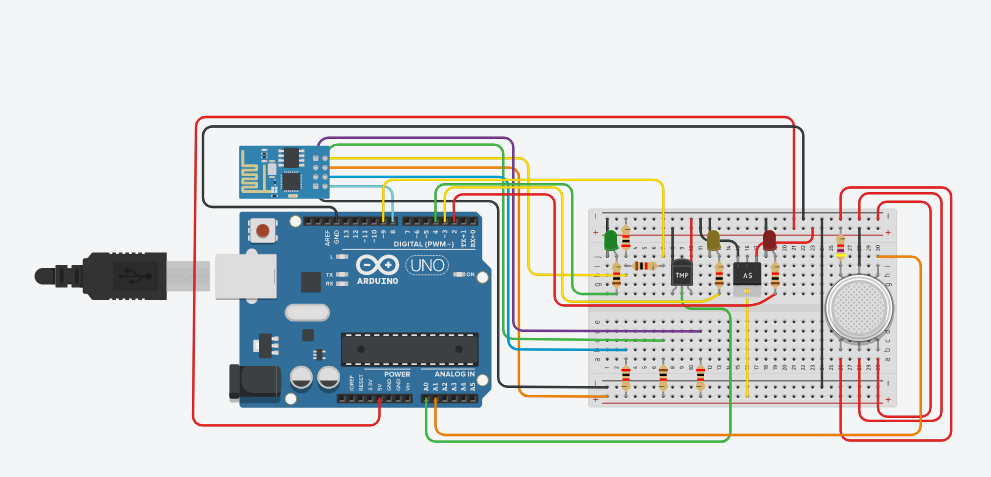 AREF
GND
13
12
~11
~10
~9
8
7
~6
~5
4
~3
2
TX→1
RX←0
DIGITAL (PWM~)
L
TX
RX
UNO
ON
ARDUINO
TMP
5V
POWER
ANALOG IN
IOREF
RESET
3.3V
5V
GND
GND
Vin
A0
A1
A2
A3
A4
A5